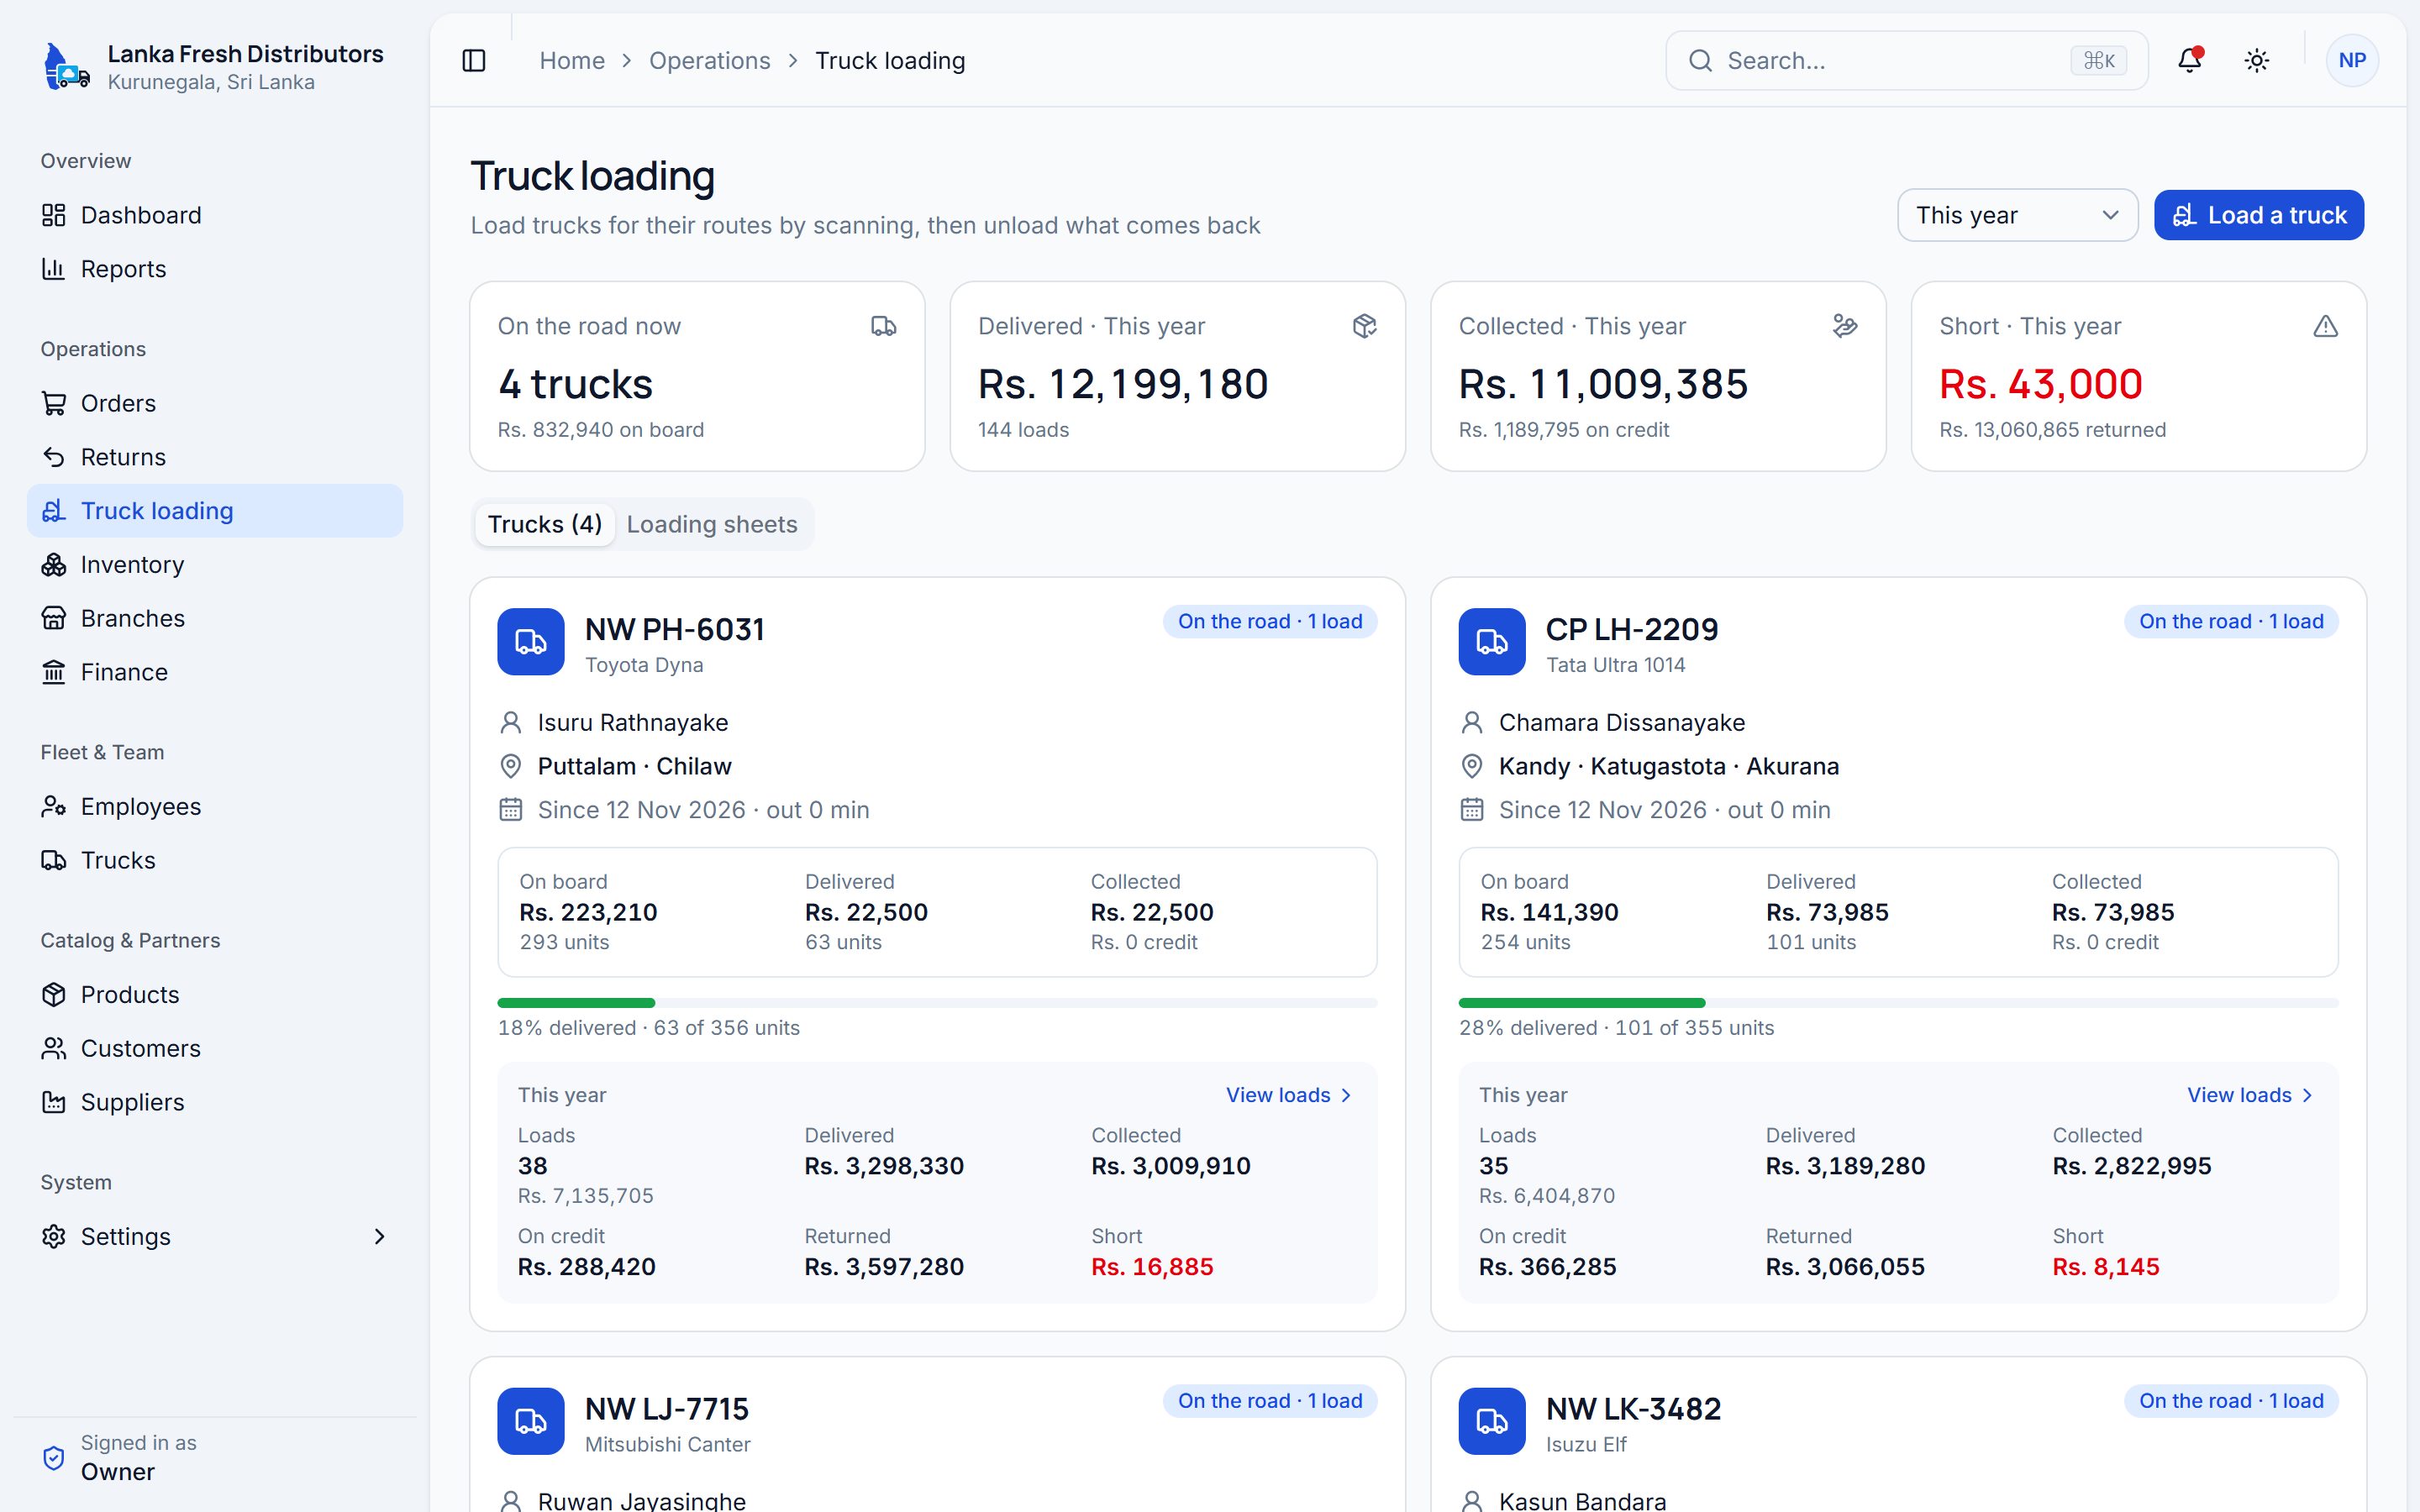 Lanka Fresh Distributors
Kurunegala, Sri Lanka
Overview
Dashboard
Reports
Operations
Orders
Returns
Truck loading
Inventory
Branches
Finance
Fleet & Team
Employees
Trucks
Catalog & Partners
Products
Customers
Suppliers
System
Settings
Signed in as
Owner
Home > Operations > Truck loading
Search...
⌘K
NP
Truck loading
Load trucks for their routes by scanning, then unload what comes back
This year
Load a truck
On the road now
4 trucks
Rs. 832,940 on board
Delivered · This year
Rs. 12,199,180
144 loads
Collected · This year
Rs. 11,009,385
Rs. 1,189,795 on credit
Short · This year
Rs. 43,000
Rs. 13,060,865 returned
Trucks (4) Loading sheets
NW PH-6031
On the road · 1 load
Toyota Dyna
Isuru Rathnayake
Puttalam · Chilaw
Since 12 Nov 2026 · out 0 min
On board Delivered Collected
Rs. 223,210 Rs. 22,500 Rs. 22,500
293 units 63 units Rs. 0 credit
18% delivered · 63 of 356 units
This year View loads
Loads Delivered Collected
38 Rs. 3,298,330 Rs. 3,009,910
Rs. 7,135,705
On credit Returned Short
Rs. 288,420 Rs. 3,597,280 Rs. 16,885
CP LH-2209
On the road · 1 load
Tata Ultra 1014
Chamara Dissanayake
Kandy · Katugastota · Akurana
Since 12 Nov 2026 · out 0 min
On board Delivered Collected
Rs. 141,390 Rs. 73,985 Rs. 73,985
254 units 101 units Rs. 0 credit
28% delivered · 101 of 355 units
This year View loads
Loads Delivered Collected
35 Rs. 3,189,280 Rs. 2,822,995
Rs. 6,404,870
On credit Returned Short
Rs. 366,285 Rs. 3,066,055 Rs. 8,145
NW LJ-7715
On the road · 1 load
Mitsubishi Canter
Ruwan Jayasinghe
NW LK-3482
On the road · 1 load
Isuzu Elf
Kasun Bandara